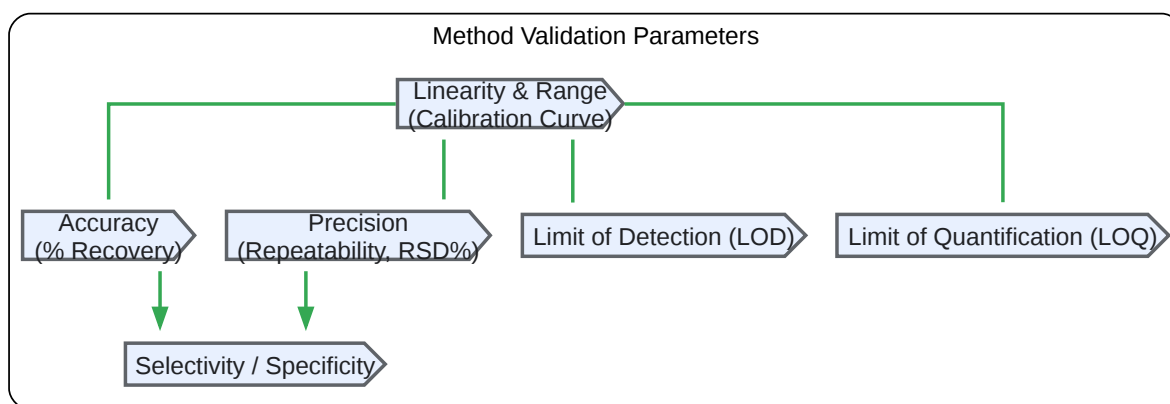 Method Validation Parameters
Linearity & Range
(Calibration Curve)
Accuracy
(% Recovery)
Precision
(Repeatability, RSD%)
Limit of Detection (LOD)
Limit of Quantification (LOQ)
Selectivity / Specificity